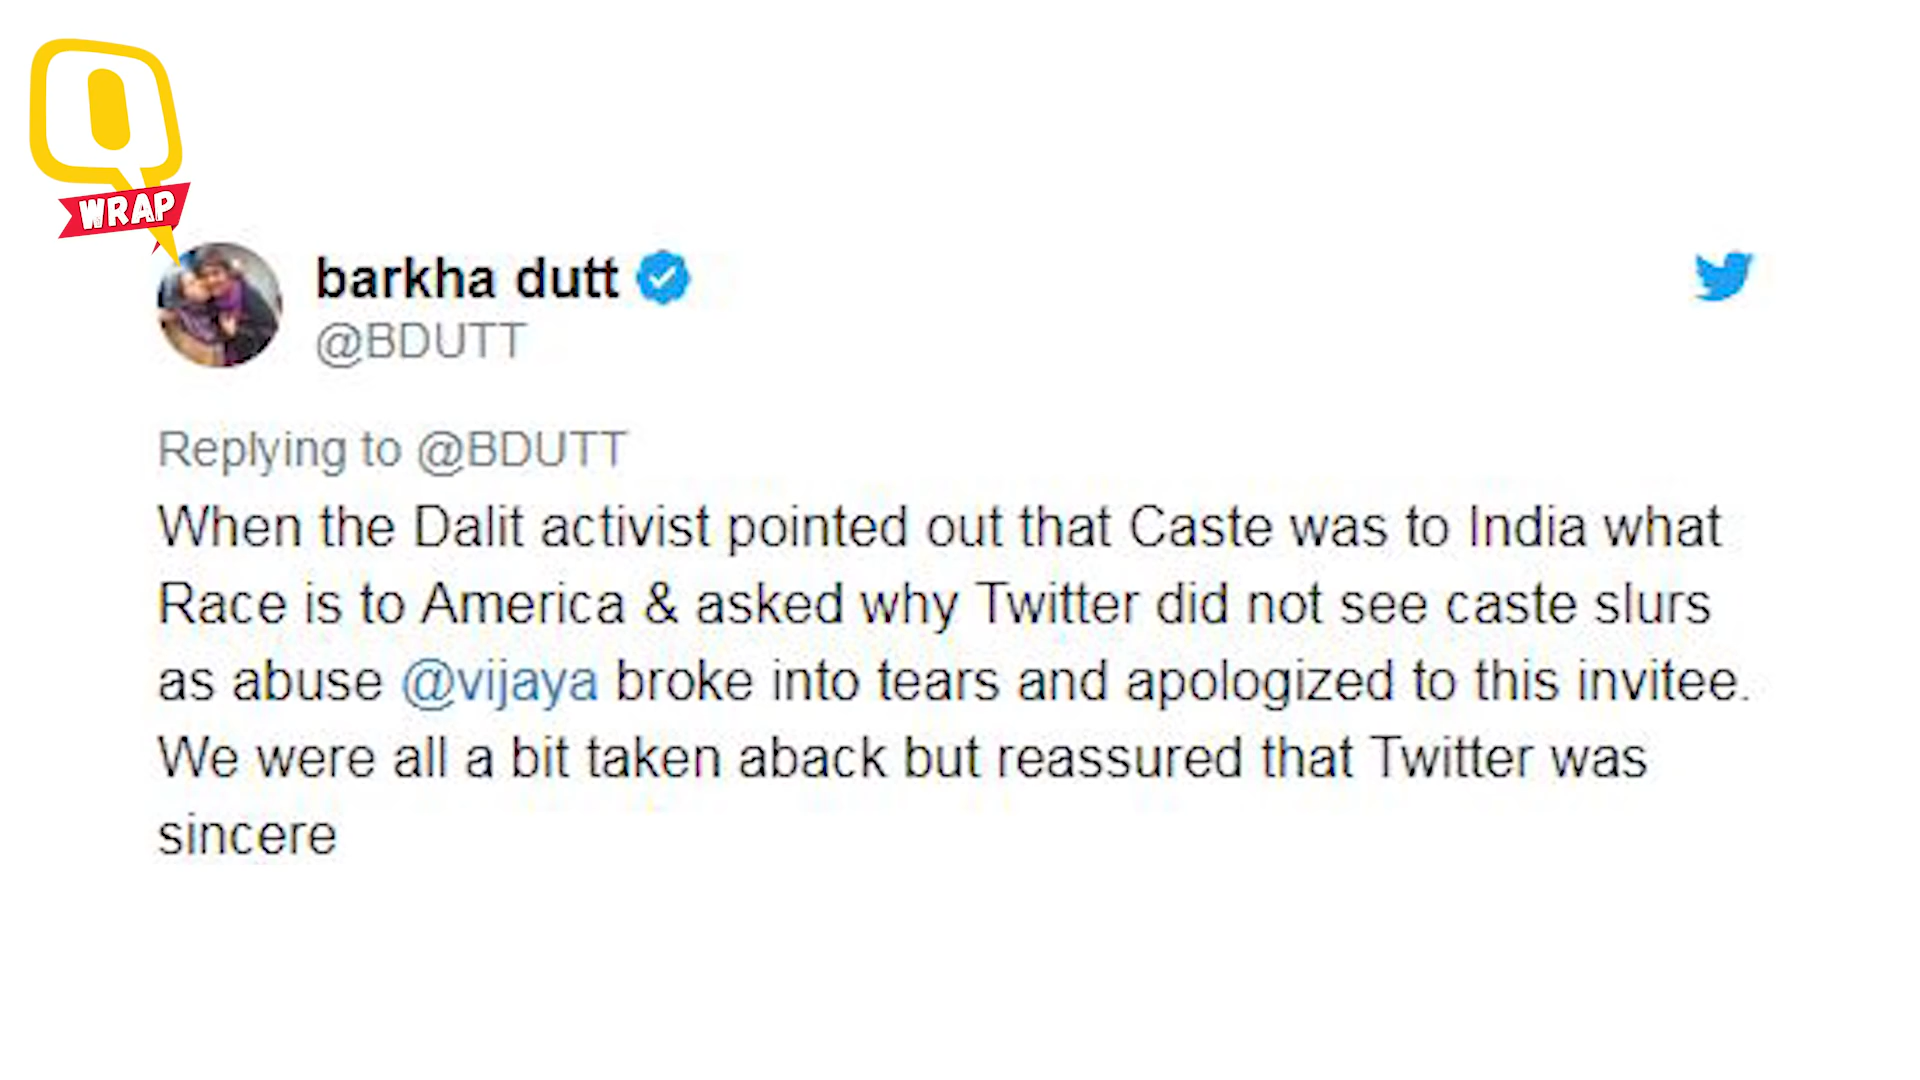 Q
WRAP
barkha dutt
@BDUTT
Replying to @BDUTT
When the Dalit activist pointed out that Caste was to India what
Race is to America & asked why Twitter did not see caste slurs
as abuse @vijaya broke into tears and apologized to this invitee.
We were all a bit taken aback but reassured that Twitter was
sincere